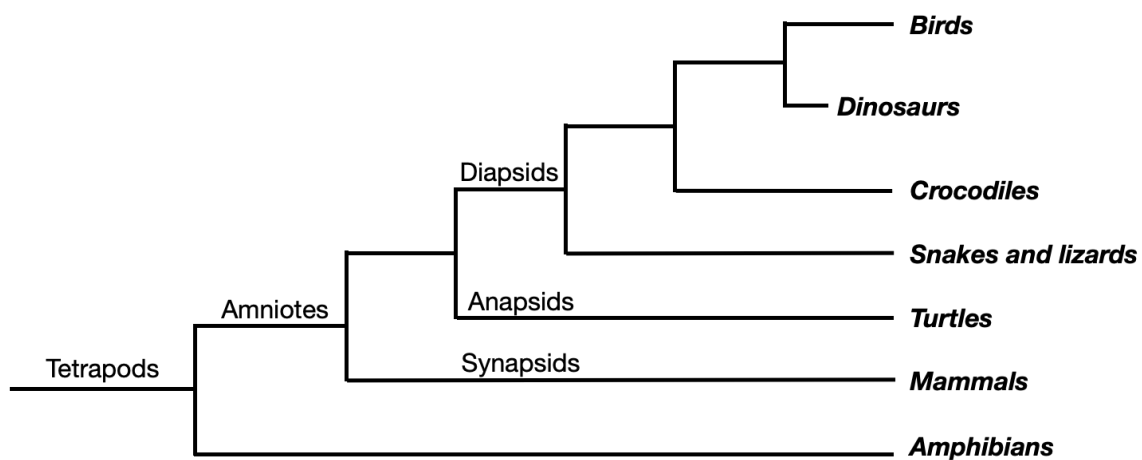 Birds
Dinosaurs
Diapsids
Crocodiles
Snakes and lizards
Anapsids
Amniotes
Turtles
Synapsids
Tetrapods
Mammals
Amphibians